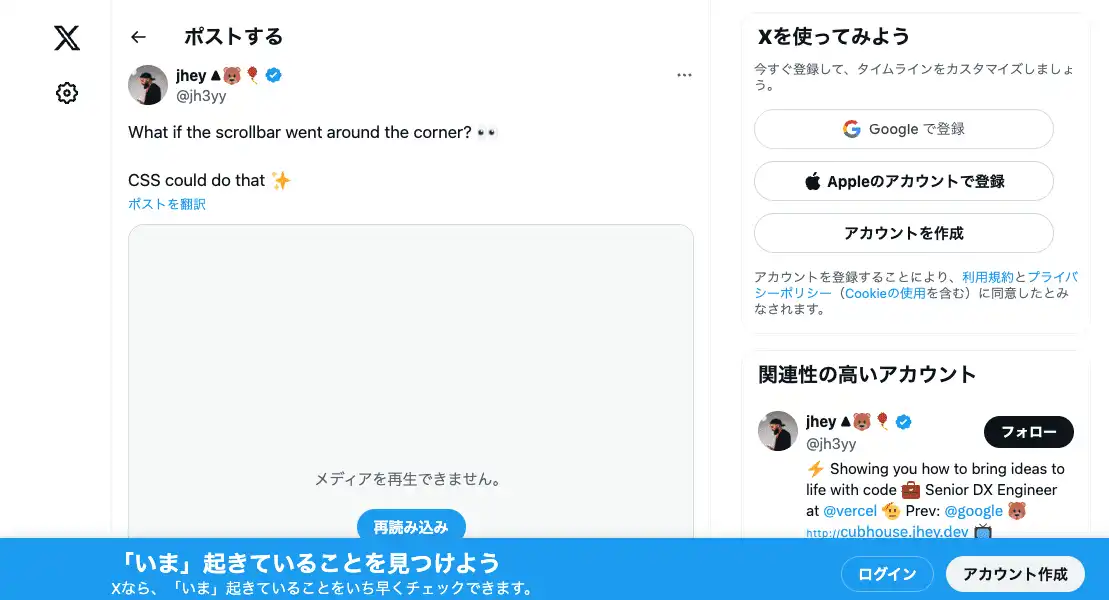 ポストする
jhey ▲🐻🎈
@jh3yy
What if the scrollbar went around the corner? 👀
CSS could do that ✨
ポストを翻訳
メディアを再生できません。
再読み込み
Xを使ってみよう
今すぐ登録して、タイムラインをカスタマイズしましょ
う。
Google で登録
Appleのアカウントで登録
アカウントを作成
アカウントを登録することにより、利用規約とプライバ
シーポリシー（Cookieの使用を含む）に同意したとみ
なされます。
関連性の高いアカウント
jhey ▲🐻🎈
@jh3yy
フォロー
⚡ Showing you how to bring ideas to
life with code 💼 Senior DX Engineer
at @vercel 🫡 Prev: @google 🐻
http://cubhouse.jhey.dev 📺
「いま」起きていることを見つけよう
Xなら、「いま」起きていることをいち早くチェックできます。
ログイン
アカウント作成